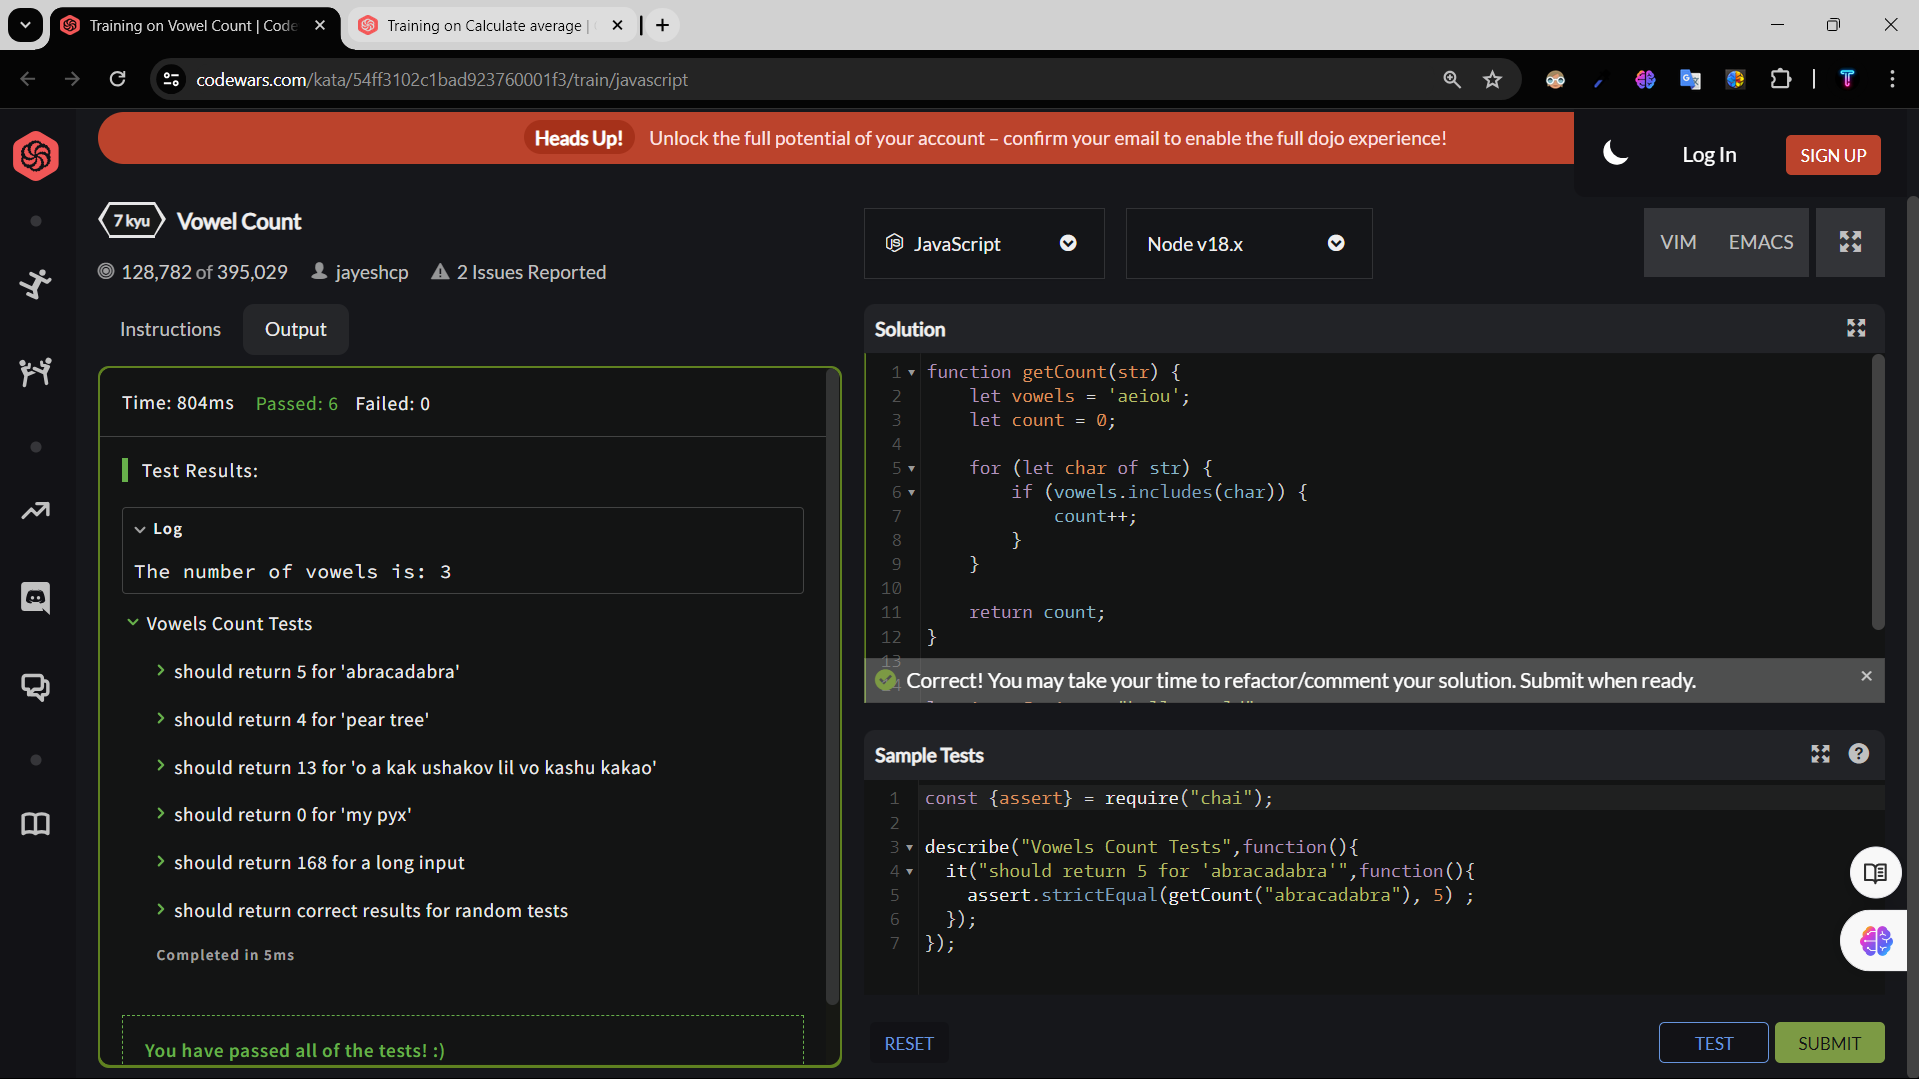 Training on Vowel Count | Code
Training on Calculate average |
codewars.com/kata/54ff3102c1bad923760001f3/train/javascript
Heads Up! Unlock the full potential of your account – confirm your email to enable the full dojo experience!
Log In
SIGN UP
7 kyu Vowel Count
128,782 of 395,029 jayeshcp 2 Issues Reported
JavaScript
Node v18.x
VIM EMACS
Instructions Output
Time: 804ms Passed: 6 Failed: 0
Test Results:
Log
The number of vowels is: 3
Vowels Count Tests
should return 5 for 'abracadabra'
should return 4 for 'pear tree'
should return 13 for 'o a kak ushakov lil vo kashu kakao'
should return 0 for 'my pyx'
should return 168 for a long input
should return correct results for random tests
Completed in 5ms
You have passed all of the tests! :)
Solution
1 function getCount(str) {
2 let vowels = 'aeiou';
3 let count = 0;
4
5 for (let char of str) {
6 if (vowels.includes(char)) {
7 count++;
8 }
9 }
10
11 return count;
12 }
13
Correct! You may take your time to refactor/comment your solution. Submit when ready.
Sample Tests
1 const {assert} = require("chai");
2
3 describe("Vowels Count Tests",function(){
4 it("should return 5 for 'abracadabra'",function(){
5 assert.strictEqual(getCount("abracadabra"), 5) ;
6 });
7 });
RESET
TEST
SUBMIT